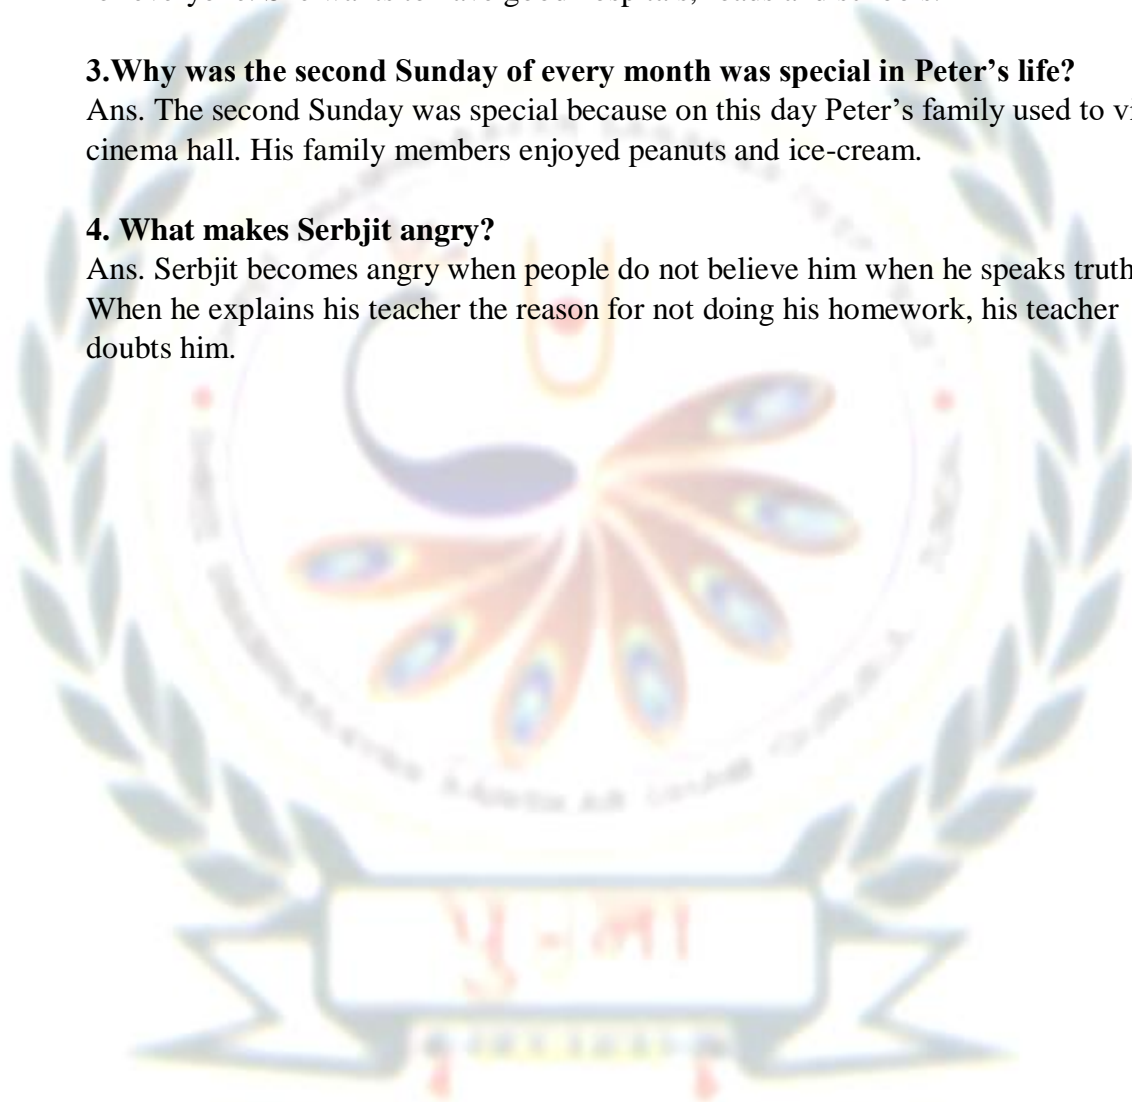 3.Why was the second Sunday of every month was special in Peter’s life?
Ans. The second Sunday was special because on this day Peter’s family used to
cinema hall. His family members enjoyed peanuts and ice-cream.
4. What makes Serbjit angry?
Ans. Serbjit becomes angry when people do not believe him when he speaks truth
When he explains his teacher the reason for not doing his homework, his teacher
doubts him.